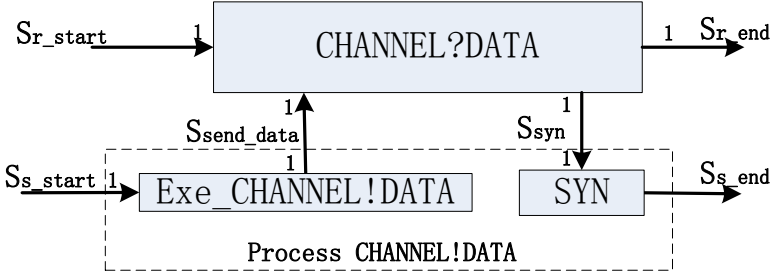 Sr_start 1 CHANNEL?DATA 1 Sr_end
1 1
Ssend_data Ssyn
1 1
Ss_start 1 Exe_CHANNEL!DATA SYN Ss_end
Process CHANNEL!DATA